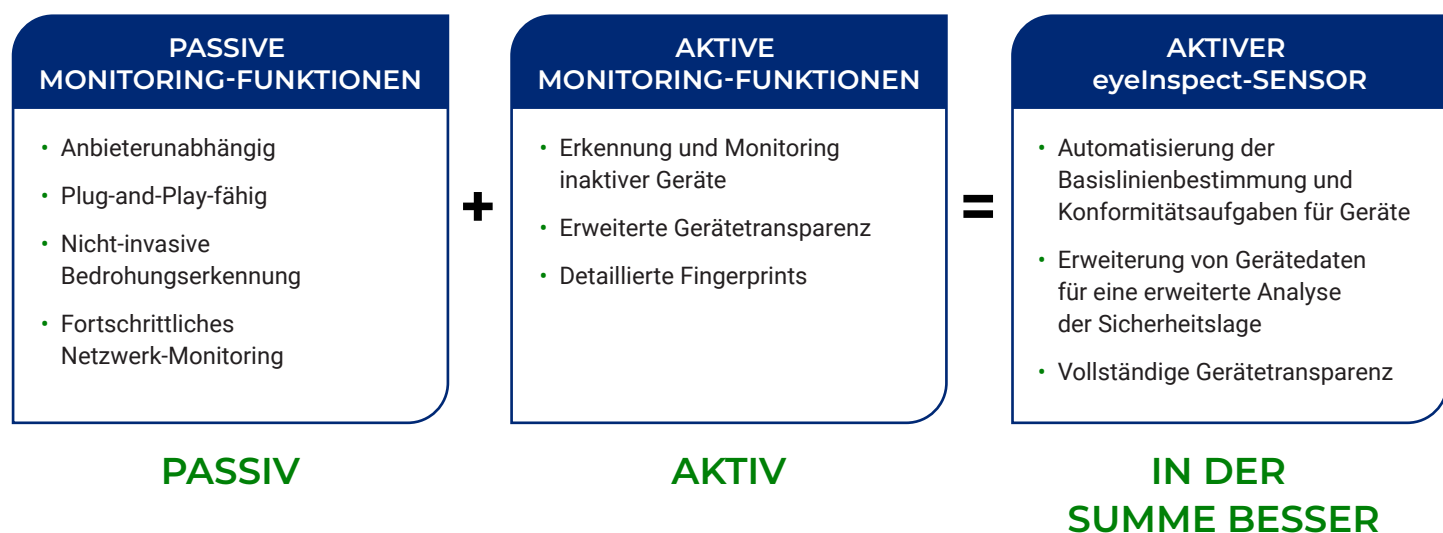 PASSIVE
MONITORING-FUNKTIONEN
• Anbieterunabhängig
• Plug-and-Play-fähig
• Nicht-invasive
Bedrohungserkennung
• Fortschrittliches
Netzwerk-Monitoring
PASSIV
+
AKTIVE
MONITORING-FUNKTIONEN
• Erkennung und Monitoring
inaktiver Geräte
• Erweiterte Gerätetransparenz
• Detaillierte Fingerprints
AKTIV
=
AKTIVER
eyeInspect-SENSOR
• Automatisierung der
Basislinienbestimmung und
Konformitätsaufgaben für Geräte
• Erweiterung von Gerätedaten
für eine erweiterte Analyse
der Sicherheitslage
• Vollständige Gerätetransparenz
IN DER
SUMME BESSER